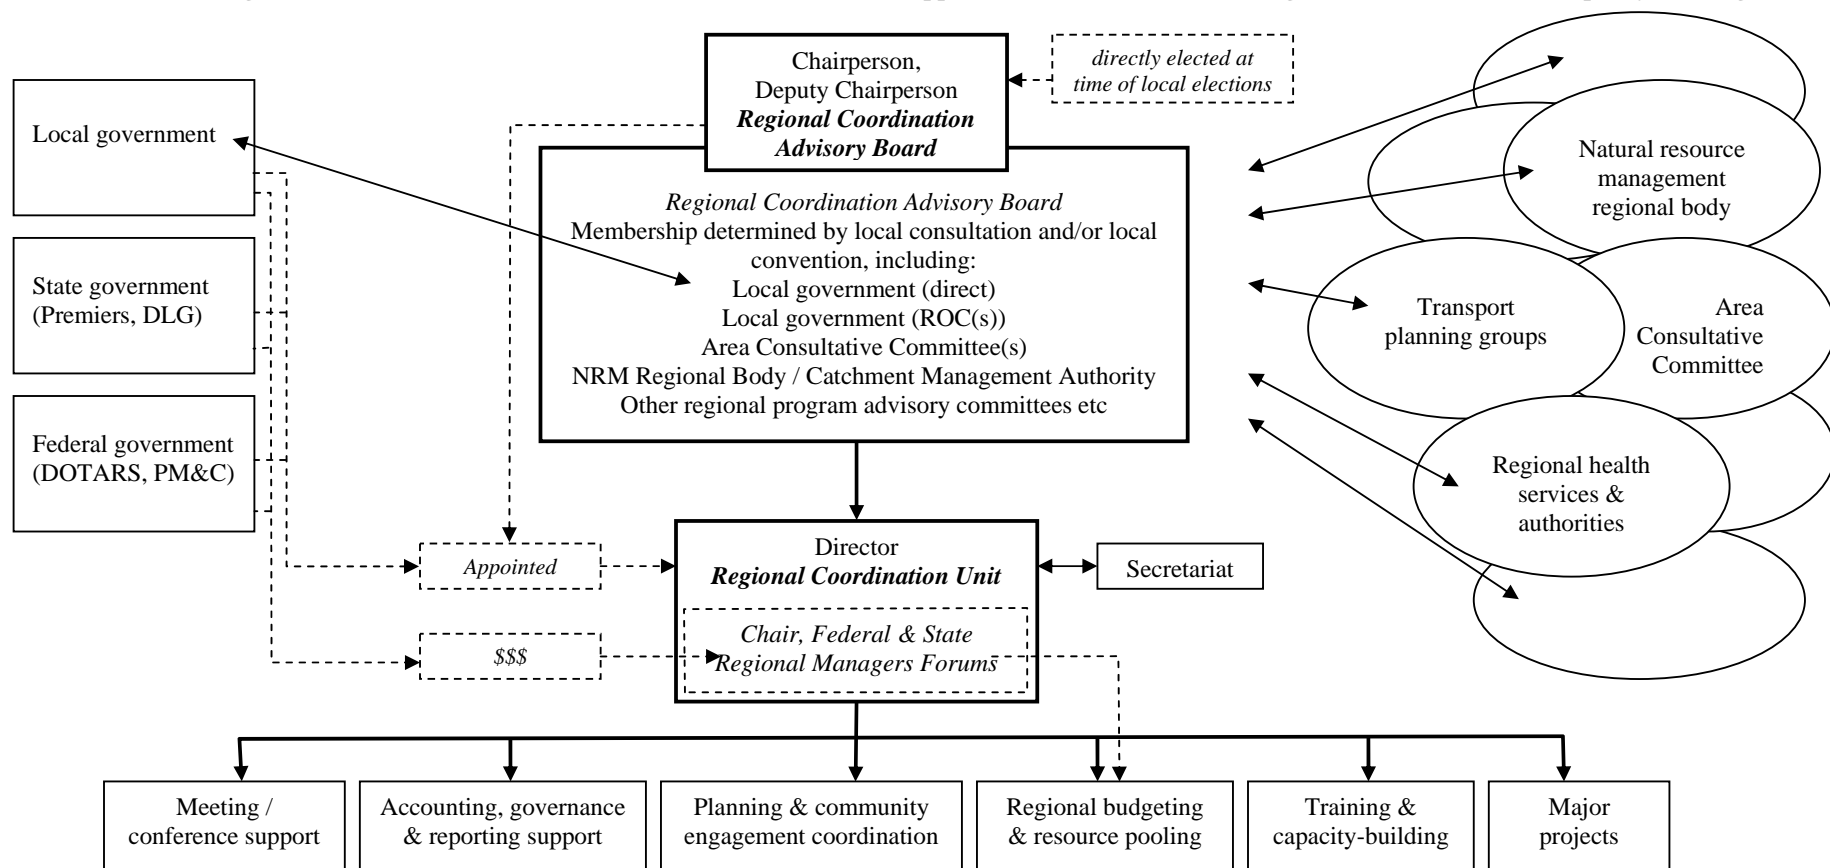 Chairperson,
Deputy Chairperson
Regional Coordination
Advisory Board
directly elected at
time of local elections
Local government
State government
(Premiers, DLG)
Federal government
(DOTARS, PM&C)
Regional Coordination Advisory Board
Membership determined by local consultation and/or local
convention, including:
Local government (direct)
Local government (ROC(s))
Area Consultative Committee(s)
NRM Regional Body / Catchment Management Authority
Other regional program advisory committees etc
Natural resource
management
regional body
Transport
planning groups
Area
Consultative
Committee
Regional health
services &
authorities
Appointed
$$$
Director
Regional Coordination Unit
Chair, Federal & State
Regional Managers Forums
Secretariat
Meeting /
conference support
Accounting, governance
& reporting support
Planning & community
engagement coordination
Regional budgeting
& resource pooling
Training &
capacity-building
Major
projects